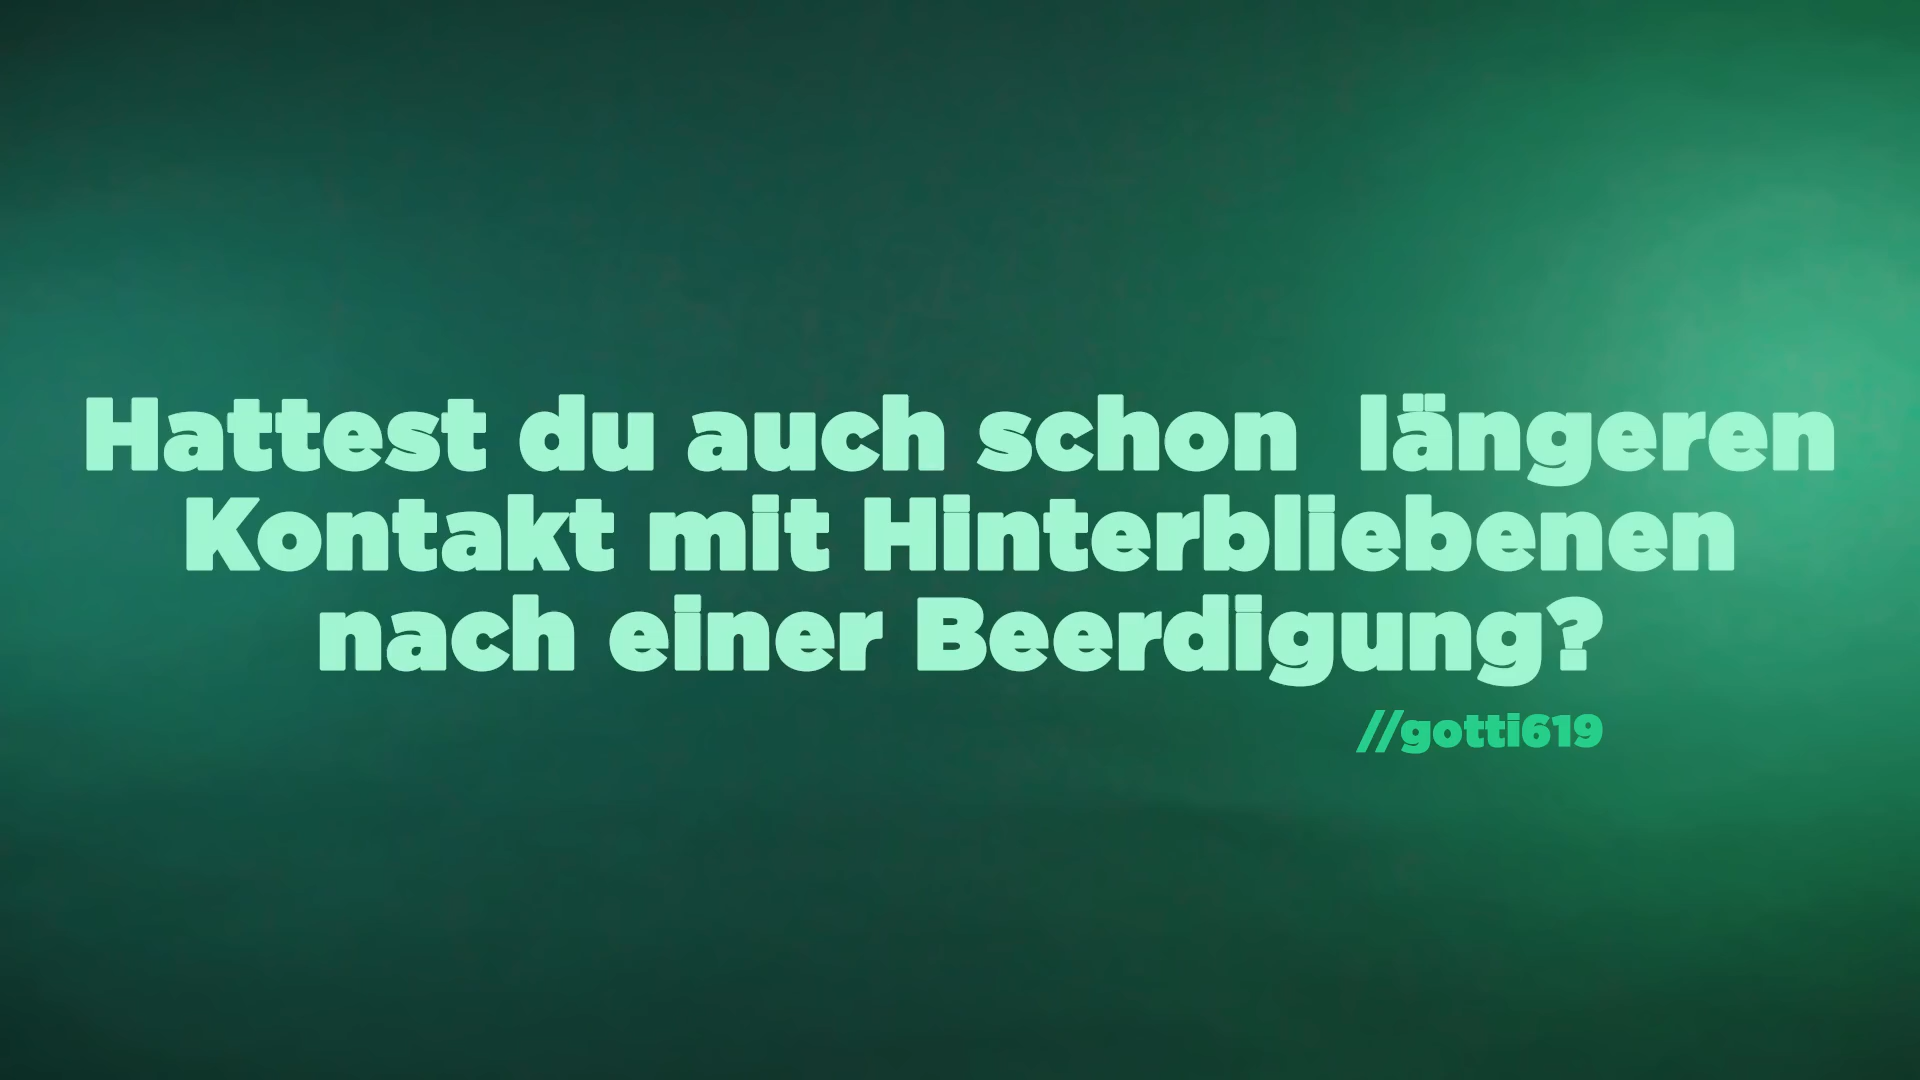 Hattest du auch schon  längeren
Kontakt mit Hinterbliebenen
nach einer Beerdigung?
//gotti619